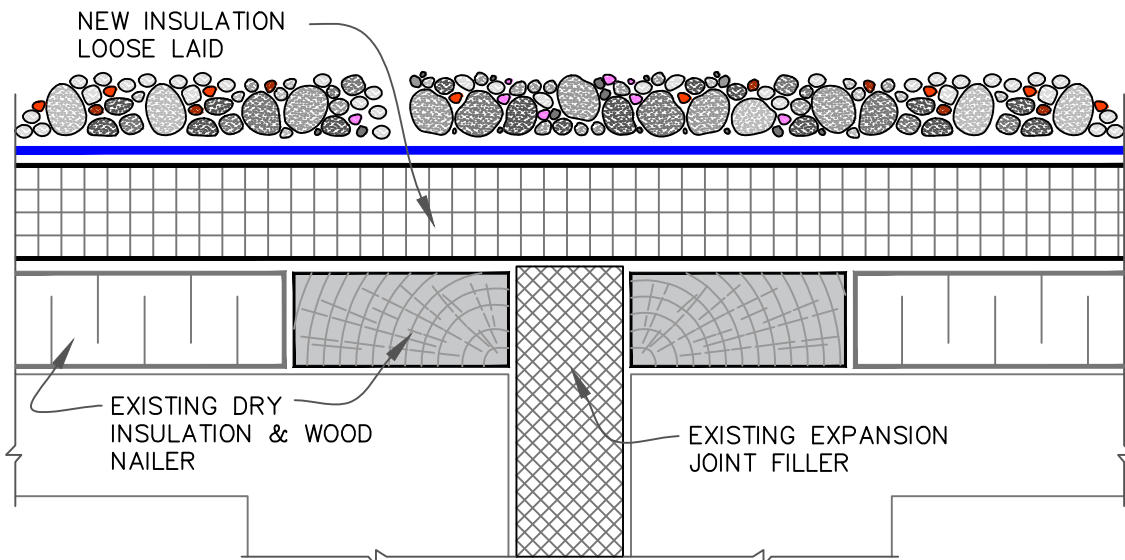 NEW INSULATION
LOOSE LAID
EXISTING DRY
INSULATION & WOOD
NAILER
EXISTING EXPANSION
JOINT FILLER